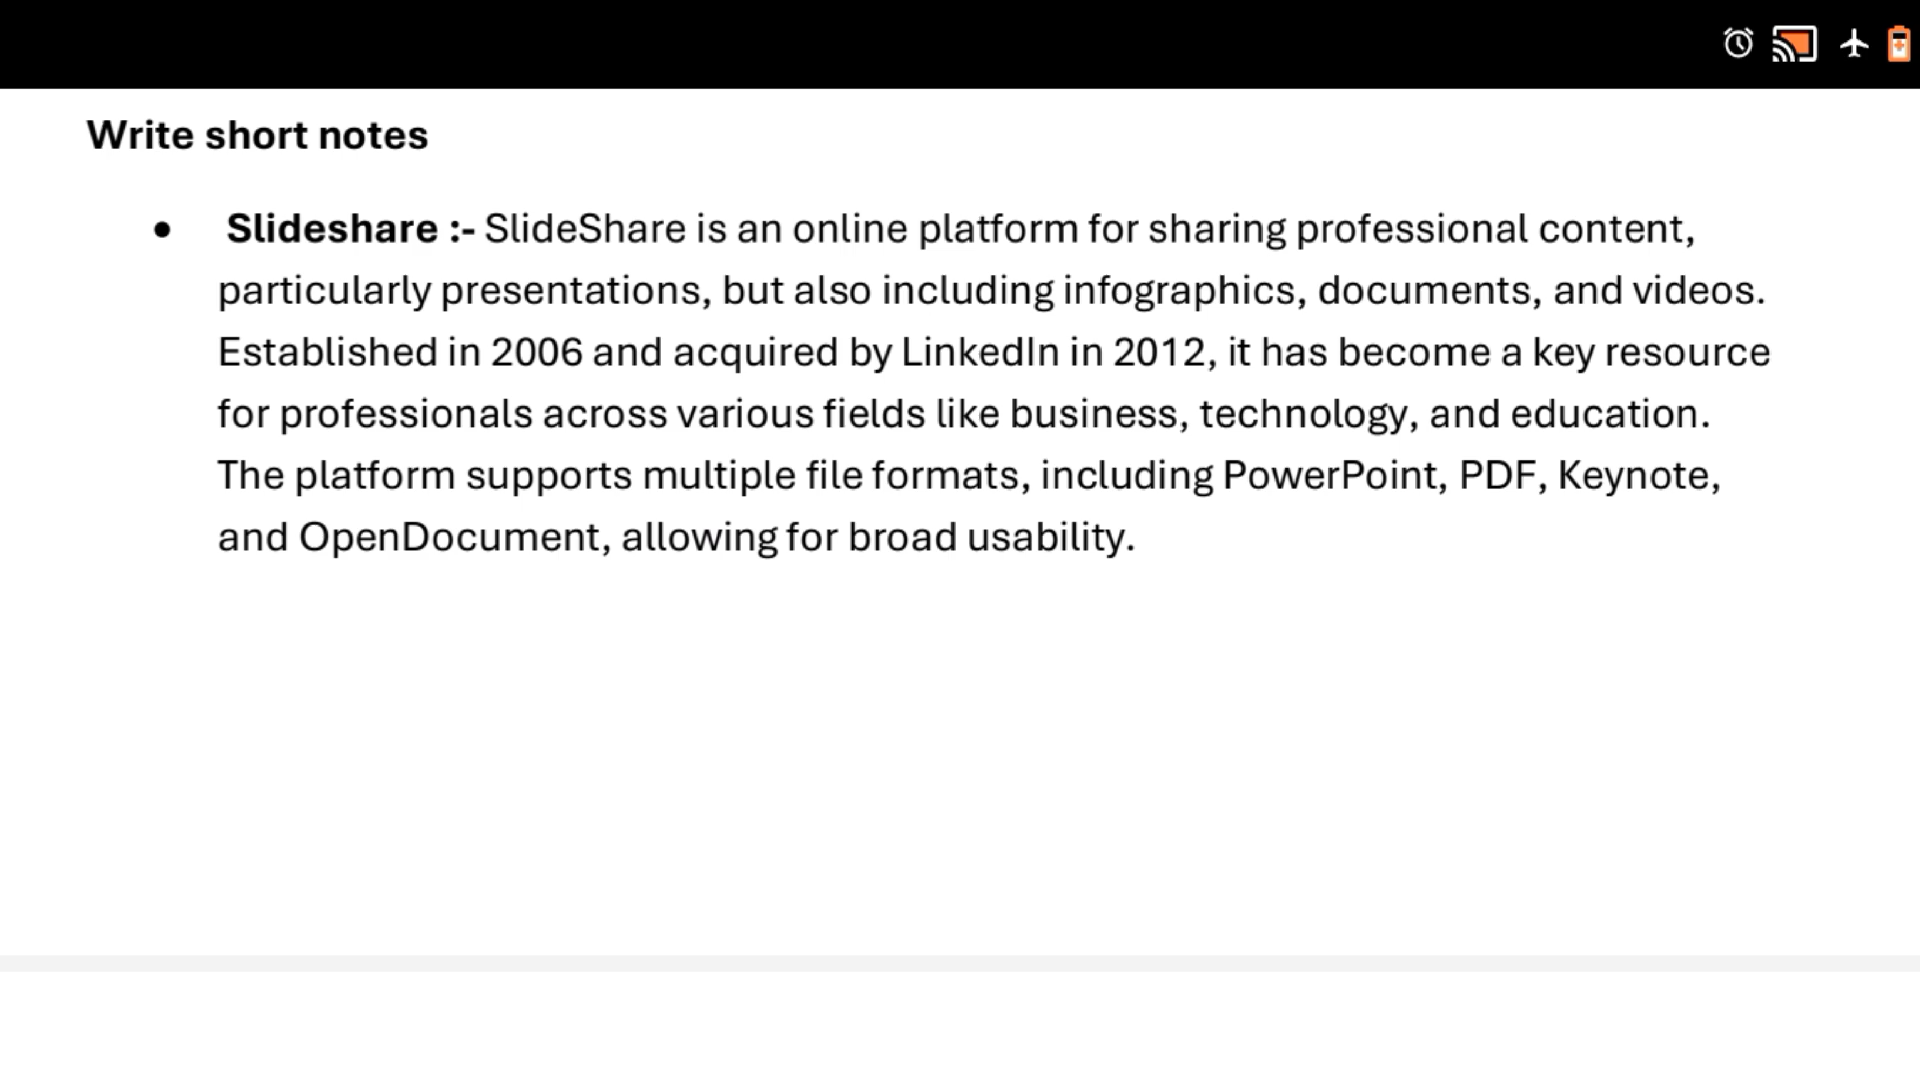 Write short notes
• Slideshare :- SlideShare is an online platform for sharing professional content,
particularly presentations, but also including infographics, documents, and videos.
Established in 2006 and acquired by LinkedIn in 2012, it has become a key resource
for professionals across various fields like business, technology, and education.
The platform supports multiple file formats, including PowerPoint, PDF, Keynote,
and OpenDocument, allowing for broad usability.